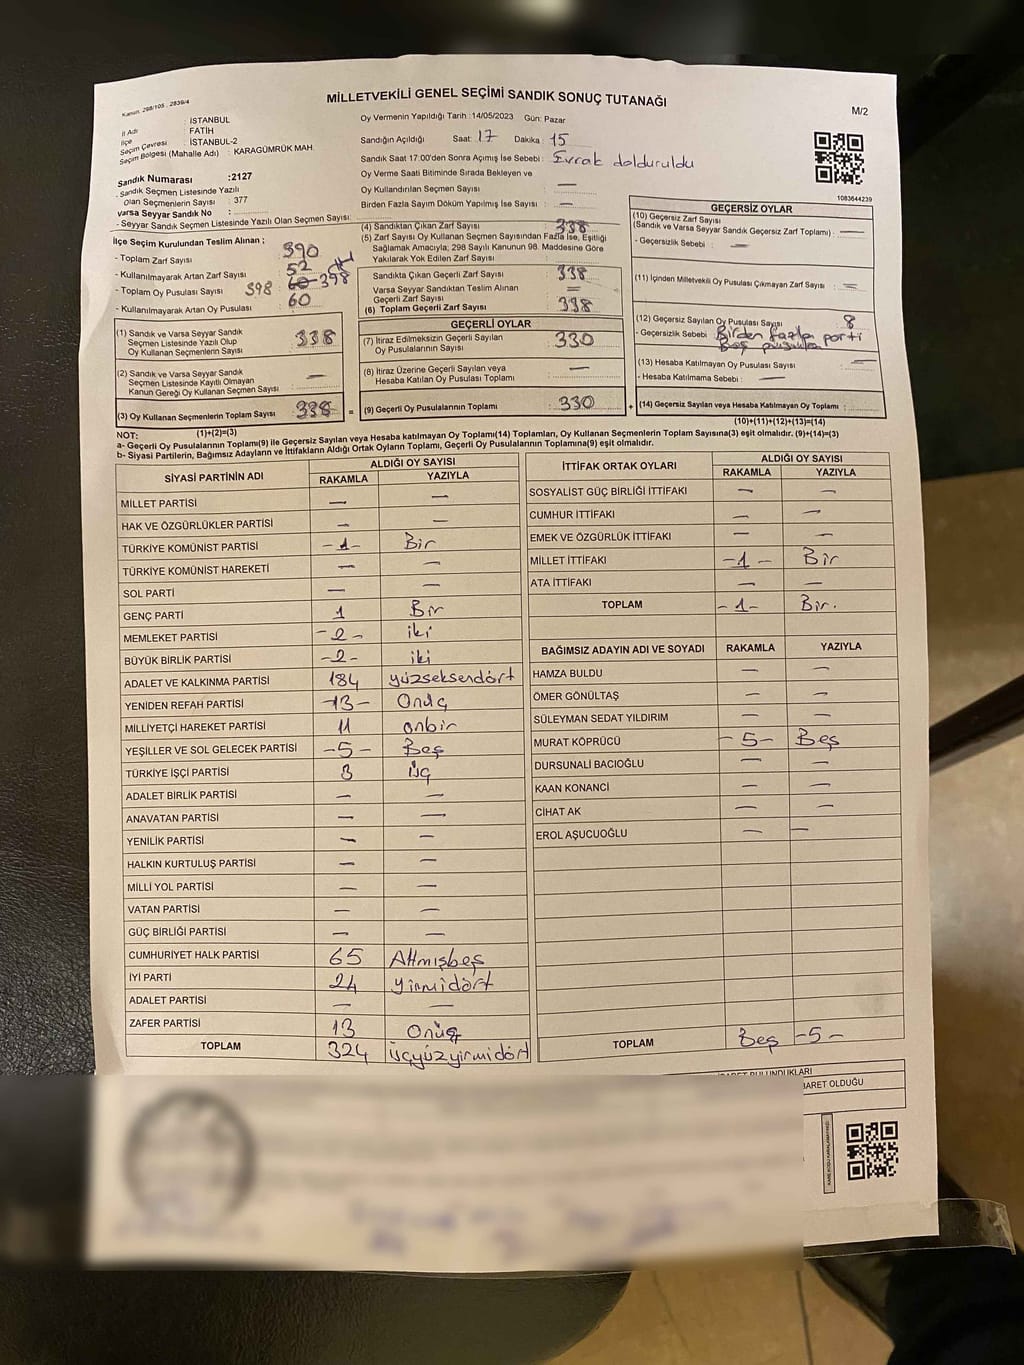 Kanun, 298/105 , 2839/4
MİLLETVEKİLİ GENEL SEÇİMİ SANDIK SONUÇ TUTANAĞI
M/2
İl Adı : İSTANBUL
İlçe : FATİH
Seçim Çevresi : İSTANBUL-2
Seçim Bölgesi (Mahalle Adı) : KARAGÜMRÜK MAH.
Oy Vermenin Yapıldığı Tarih :14/05/2023 Gün: Pazar
Sandığın Açıldığı Saat: 17 Dakika : 15
Sandık Saat 17:00'den Sonra Açımış İse Sebebi : Evrak dolduruldu
Oy Verme Saati Bitiminde Sırada Bekleyen ve
Oy Kullandırılan Seçmen Sayısı —
Birden Fazla Sayım Döküm Yapılmış İse Sayısı : —
1083644239
Sandık Numarası :2127
- Sandık Seçmen Listesinde Yazılı
olan Seçmenlerin Sayısı : 377
varsa Seyyar Sandık No :
- Seyyar Sandık Seçmen Listesinde Yazılı Olan Seçmen Sayısı:
İlçe Seçim Kurulundan Teslim Alınan ;
- Toplam Zarf Sayısı 390
- Kullanılmayarak Artan Zarf Sayısı 52
- Toplam Oy Pusulası Sayısı 398 60 398
- Kullanılmayarak Artan Oy Pusulası 60
(1) Sandık ve Varsa Seyyar Sandık
Seçmen Listesinde Yazılı Olup
Oy Kullanan Seçmenlerin Sayısı 338
(2) Sandık ve Varsa Seyyar Sandık
Seçmen Listesinde Kayıtlı Olmayan
Kanun Gereği Oy Kullanan Seçmen Sayısı —
(3) Oy Kullanan Seçmenlerin Toplam Sayısı 338 =
(1)+(2)=(3)
(4) Sandıktan Çıkan Zarf Sayısı : 338
(5) Zarf Sayısı Oy Kullanan Seçmen Sayısından Fazla İse, Eşitliği
Sağlamak Amacıyla; 298 Sayılı Kanunun 98. Maddesine Göre
Yakılarak Yok Edilen Zarf Sayısı :
Sandıkta Çıkan Geçerli Zarf Sayısı : 338
Varsa Seyyar Sandıktan Teslim Alınan
Geçerli Zarf Sayısı : —
(6) Toplam Geçerli Zarf Sayısı : 338
GEÇERLİ OYLAR
(7) İtiraz Edilmeksizin Geçerli Sayılan
Oy Pusulalarının Sayısı : 330
(8) İtiraz Üzerine Geçerli Sayılan veya
Hesaba Katılan Oy Pusulası Toplamı : —
(9) Geçerli Oy Pusulalarının Toplamı : 330 +
GEÇERSİZ OYLAR
(10) Geçersiz Zarf Sayısı
(Sandık ve Varsa Seyyar Sandık Geçersiz Zarf Toplamı) : —
- Geçersizlik Sebebi : —
(11) İçinden Milletvekili Oy Pusulası Çıkmayan Zarf Sayısı : —
(12) Geçersiz Sayılan Oy Pusulası Sayısı : 8
- Geçersizlik Sebebi : Birden fazla parti
Boş pusula
(13) Hesaba Katılmayan Oy Pusulası Sayısı : —
- Hesaba Katılmama Sebebi : —
(14) Geçersiz Sayılan veya Hesaba Katılmayan Oy Toplamı :
(10)+(11)+(12)+(13)=(14)
NOT:
a- Geçerli Oy Pusulalarının Toplamı(9) ile Geçersiz Sayılan veya Hesaba katılmayan Oy Toplamı(14) Toplamları, Oy Kullanan Seçmenlerin Toplam Sayısına(3) eşit olmalıdır. (9)+(14)=(3)
b- Siyasi Partilerin, Bağımsız Adayların ve İttifakların Aldığı Ortak Oyların Toplamı, Geçerli Oy Pusulalarının Toplamına(9) eşit olmalıdır.
SİYASİ PARTİNİN ADI ALDIĞI OY SAYISI
RAKAMLA YAZIYLA
MİLLET PARTİSİ — —
HAK VE ÖZGÜRLÜKLER PARTİSİ — —
TÜRKİYE KOMÜNİST PARTİSİ -1- Bir
TÜRKİYE KOMÜNİST HAREKETİ — —
SOL PARTİ — —
GENÇ PARTİ 1 Bir
MEMLEKET PARTİSİ -2- iki
BÜYÜK BİRLİK PARTİSİ -2- iki
ADALET VE KALKINMA PARTİSİ 184 yüzseksendört
YENİDEN REFAH PARTİSİ -13- Onüç
MİLLİYETÇİ HAREKET PARTİSİ 11 onbir
YEŞİLLER VE SOL GELECEK PARTİSİ -5- Beş
TÜRKİYE İŞÇİ PARTİSİ 3 üç
ADALET BİRLİK PARTİSİ — —
ANAVATAN PARTİSİ — —
YENİLİK PARTİSİ — —
HALKIN KURTULUŞ PARTİSİ — —
MİLLİ YOL PARTİSİ — —
VATAN PARTİSİ — —
GÜÇ BİRLİĞİ PARTİSİ — —
CUMHURİYET HALK PARTİSİ 65 Altmışbeş
İYİ PARTİ 24 yirmidört
ADALET PARTİSİ — —
ZAFER PARTİSİ 13 Onüç
TOPLAM 324 üçyüzyirmidört
İTTİFAK ORTAK OYLARI ALDIĞI OY SAYISI
RAKAMLA YAZIYLA
SOSYALİST GÜÇ BİRLİĞİ İTTİFAKI — —
CUMHUR İTTİFAKI — —
EMEK VE ÖZGÜRLÜK İTTİFAKI — —
MİLLET İTTİFAKI -1- Bir
ATA İTTİFAKI — —
TOPLAM -1- Bir.
BAĞIMSIZ ADAYIN ADI VE SOYADI RAKAMLA YAZIYLA
HAMZA BULDU — —
ÖMER GÖNÜLTAŞ — —
SÜLEYMAN SEDAT YILDIRIM — —
MURAT KÖPRÜCÜ -5- Beş
DURSUNALİ BACIOĞLU — —
KAAN KONANCİ — —
CİHAT AK — —
EROL AŞUCUOĞLU — —
TOPLAM Beş -5-
BULUNDUKLARI
BARET OLDUĞU